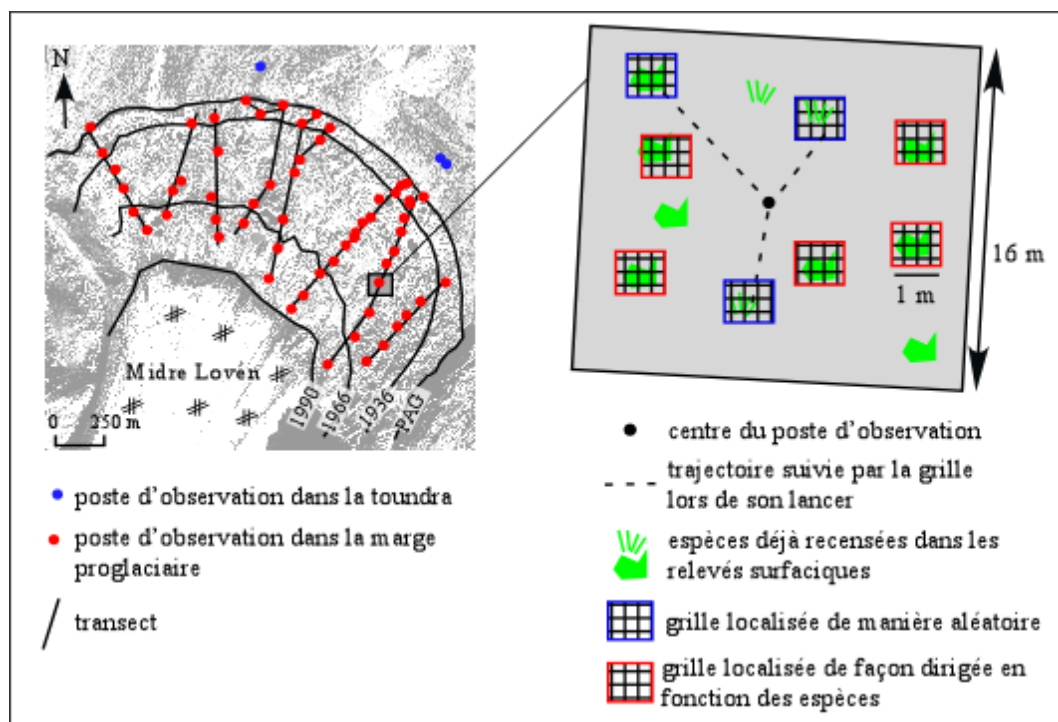 N
Midre Lovén
0 250 m
1990
1966
1936
PAG
16 m
1 m
poste d'observation dans la toundra
poste d'observation dans la marge
proglaciaire
transect
centre du poste d'observation
trajectoire suivie par la grille
lors de son lancer
espèces déjà recensées dans les
relevés surfaciques
grille localisée de manière aléatoire
grille localisée de façon dirigée en
fonction des espèces